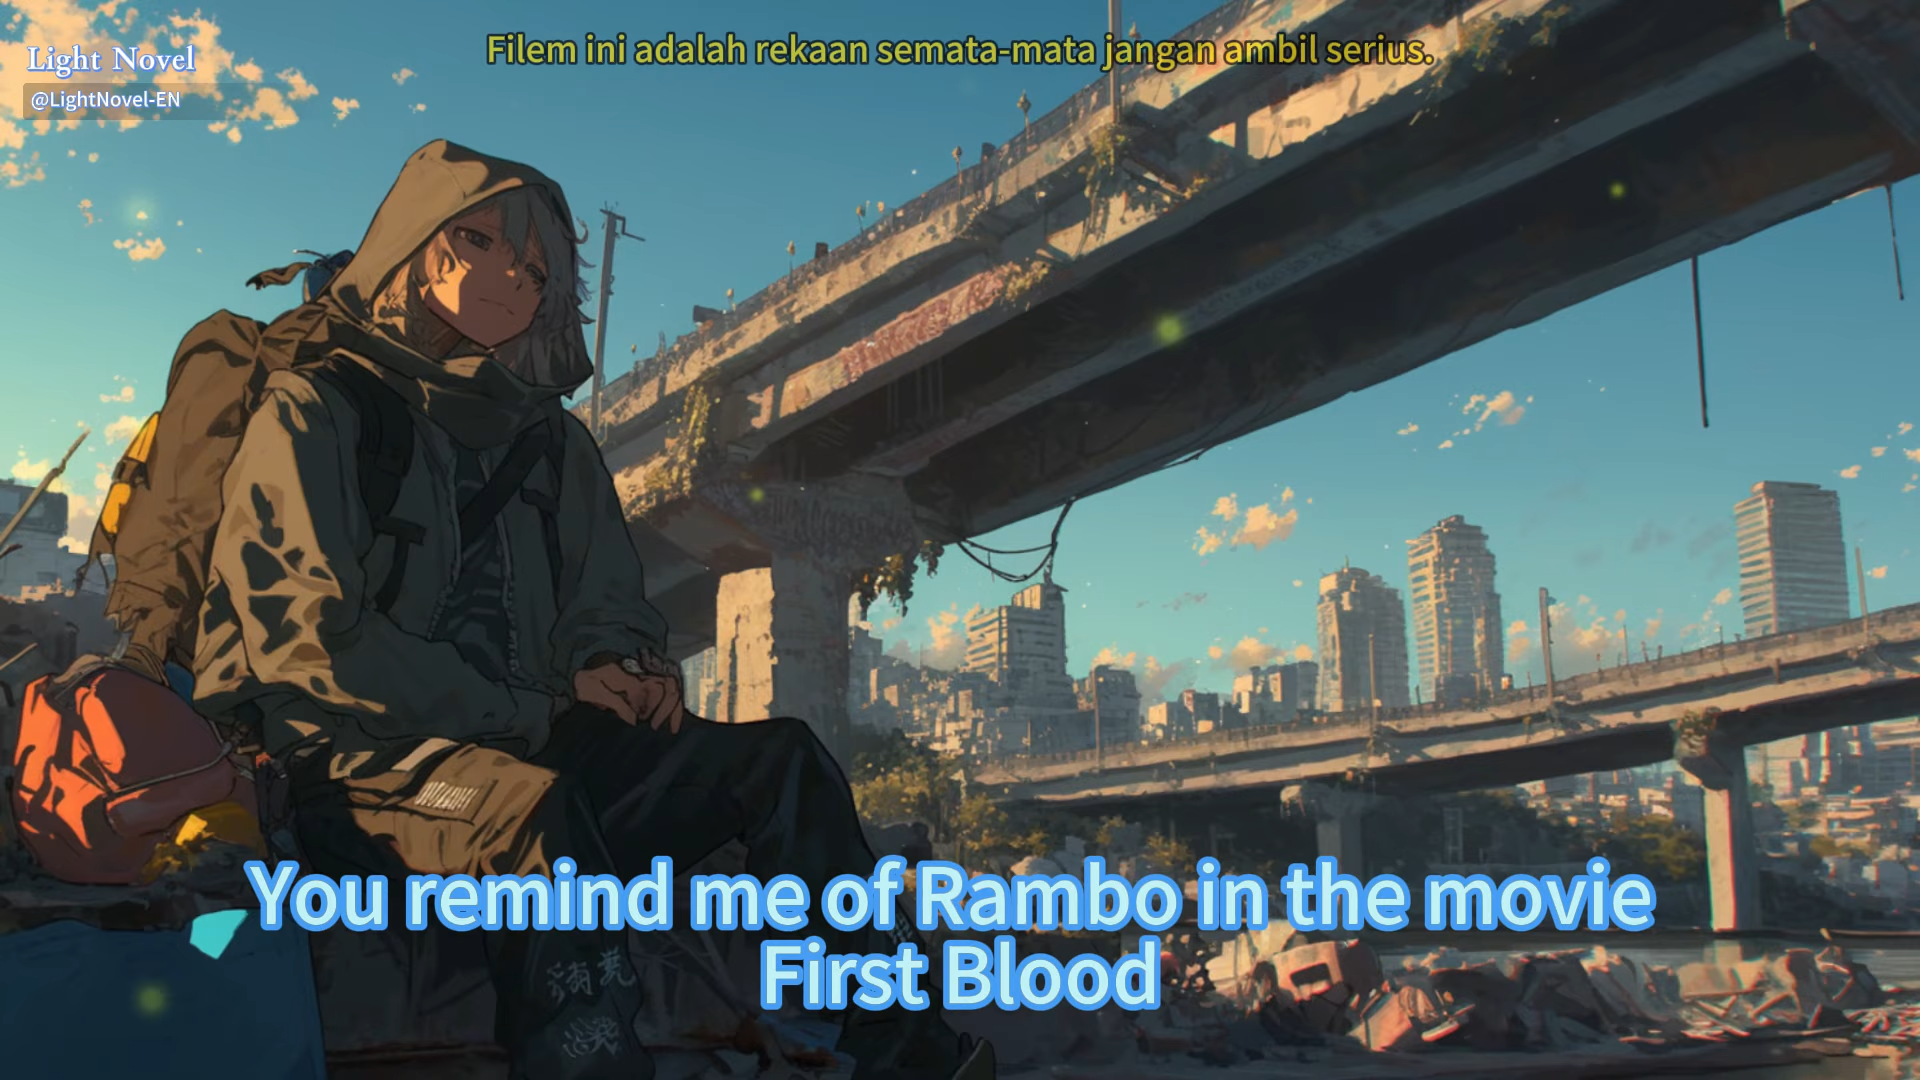 Filem ini adalah rekaan semata-mata jangan ambil serius.
Light Novel
@LightNovel-EN
You remind me of Rambo in the movie
First Blood